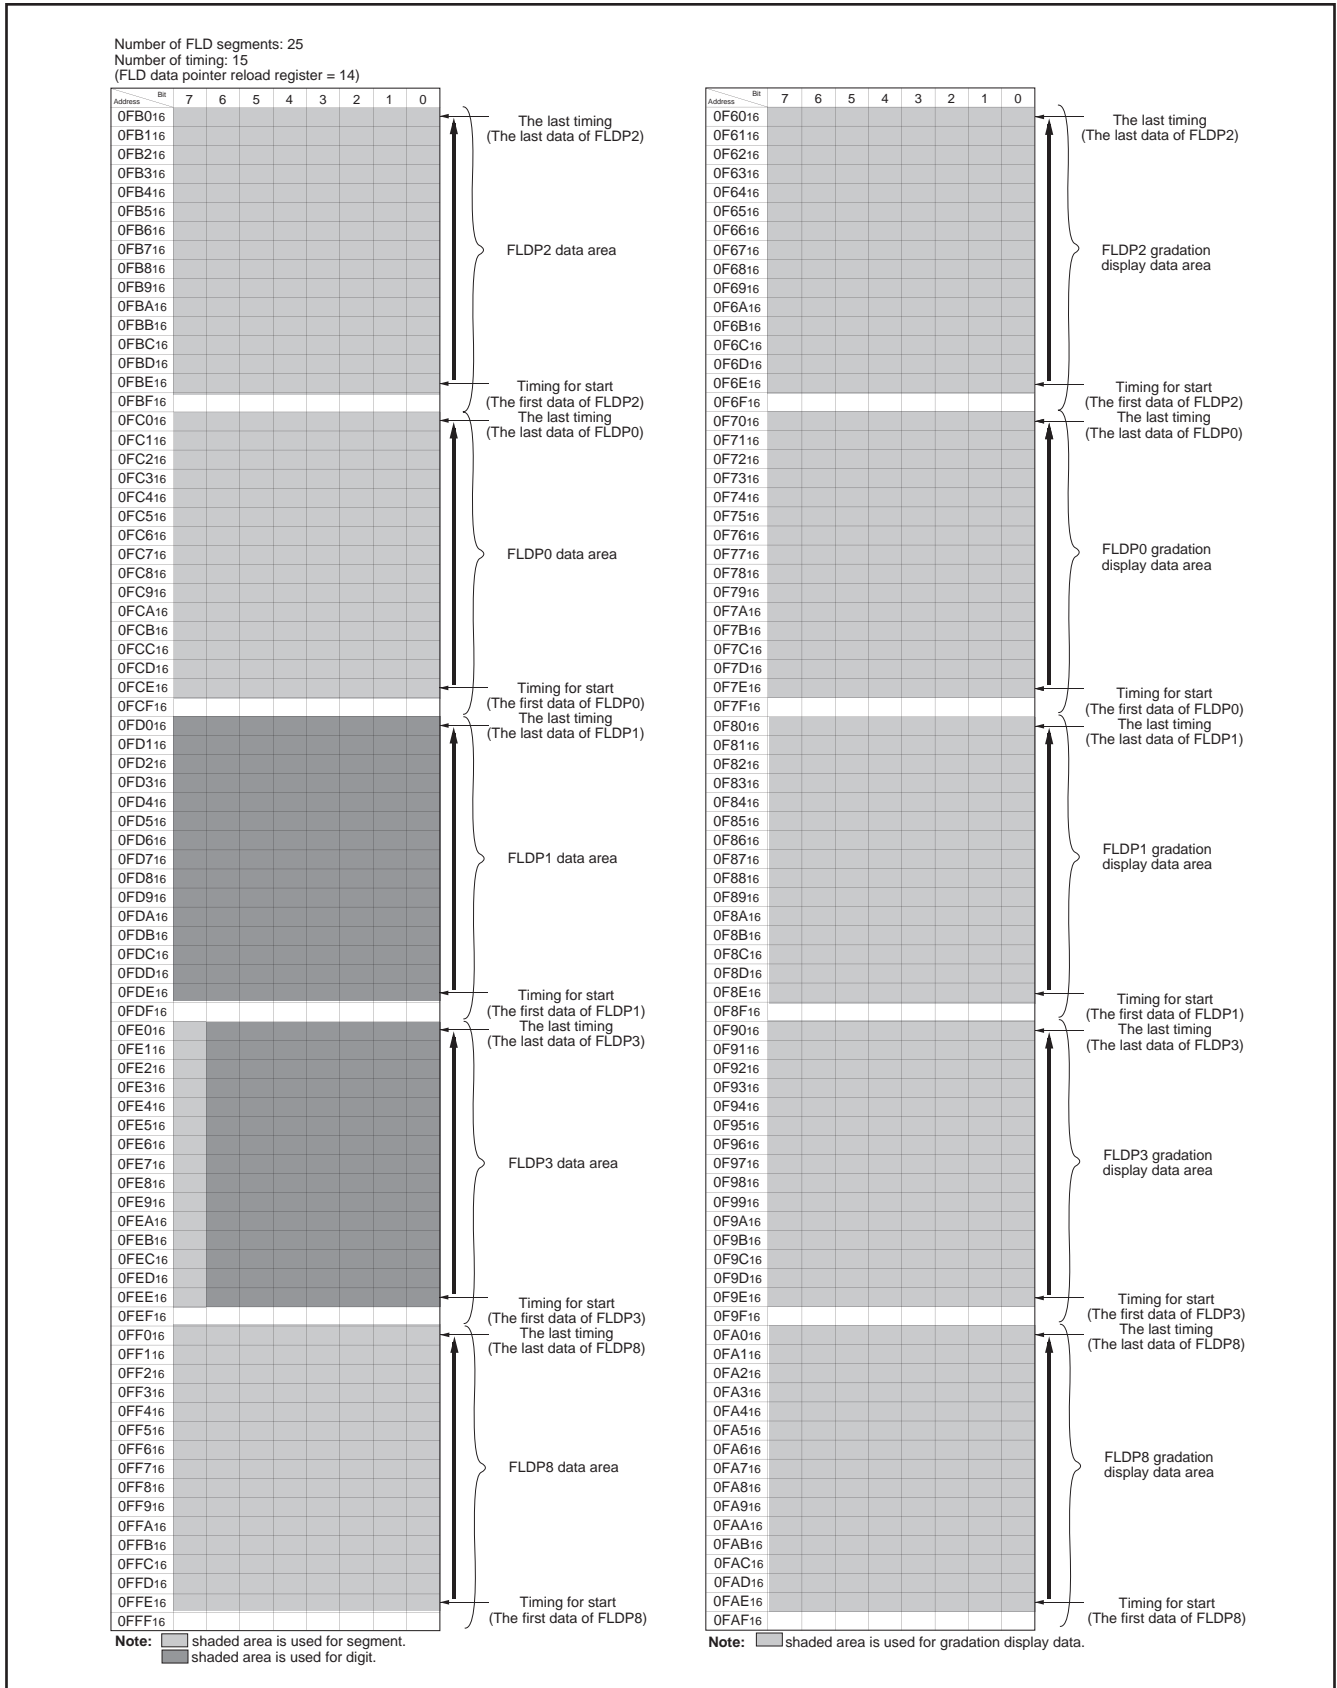 Number of FLD segments: 25
Number of timing: 15
(FLD data pointer reload register = 14)
Bit
Address
7 6 5 4 3 2 1 0
0FB016
0FB116
0FB216
0FB316
0FB416
0FB516
0FB616
0FB716
0FB816
0FB916
0FBA16
0FBB16
0FBC16
0FBD16
0FBE16
0FBF16
0FC016
0FC116
0FC216
0FC316
0FC416
0FC516
0FC616
0FC716
0FC816
0FC916
0FCA16
0FCB16
0FCC16
0FCD16
0FCE16
0FCF16
0FD016
0FD116
0FD216
0FD316
0FD416
0FD516
0FD616
0FD716
0FD816
0FD916
0FDA16
0FDB16
0FDC16
0FDD16
0FDE16
0FDF16
0FE016
0FE116
0FE216
0FE316
0FE416
0FE516
0FE616
0FE716
0FE816
0FE916
0FEA16
0FEB16
0FEC16
0FED16
0FEE16
0FEF16
0FF016
0FF116
0FF216
0FF316
0FF416
0FF516
0FF616
0FF716
0FF816
0FF916
0FFA16
0FFB16
0FFC16
0FFD16
0FFE16
0FFF16
The last timing
(The last data of FLDP2)
FLDP2 data area
Timing for start
(The first data of FLDP2)
The last timing
(The last data of FLDP0)
FLDP0 data area
Timing for start
(The first data of FLDP0)
The last timing
(The last data of FLDP1)
FLDP1 data area
Timing for start
(The first data of FLDP1)
The last timing
(The last data of FLDP3)
FLDP3 data area
Timing for start
(The first data of FLDP3)
The last timing
(The last data of FLDP8)
FLDP8 data area
Timing for start
(The first data of FLDP8)
Note: shaded area is used for segment.
shaded area is used for digit.
Bit
Address
7 6 5 4 3 2 1 0
0F6016
0F6116
0F6216
0F6316
0F6416
0F6516
0F6616
0F6716
0F6816
0F6916
0F6A16
0F6B16
0F6C16
0F6D16
0F6E16
0F6F16
0F7016
0F7116
0F7216
0F7316
0F7416
0F7516
0F7616
0F7716
0F7816
0F7916
0F7A16
0F7B16
0F7C16
0F7D16
0F7E16
0F7F16
0F8016
0F8116
0F8216
0F8316
0F8416
0F8516
0F8616
0F8716
0F8816
0F8916
0F8A16
0F8B16
0F8C16
0F8D16
0F8E16
0F8F16
0F9016
0F9116
0F9216
0F9316
0F9416
0F9516
0F9616
0F9716
0F9816
0F9916
0F9A16
0F9B16
0F9C16
0F9D16
0F9E16
0F9F16
0FA016
0FA116
0FA216
0FA316
0FA416
0FA516
0FA616
0FA716
0FA816
0FA916
0FAA16
0FAB16
0FAC16
0FAD16
0FAE16
0FAF16
The last timing
(The last data of FLDP2)
FLDP2 gradation
display data area
Timing for start
(The first data of FLDP2)
The last timing
(The last data of FLDP0)
FLDP0 gradation
display data area
Timing for start
(The first data of FLDP0)
The last timing
(The last data of FLDP1)
FLDP1 gradation
display data area
Timing for start
(The first data of FLDP1)
The last timing
(The last data of FLDP3)
FLDP3 gradation
display data area
Timing for start
(The first data of FLDP3)
The last timing
(The last data of FLDP8)
FLDP8 gradation
display data area
Timing for start
(The first data of FLDP8)
Note: shaded area is used for gradation display data.